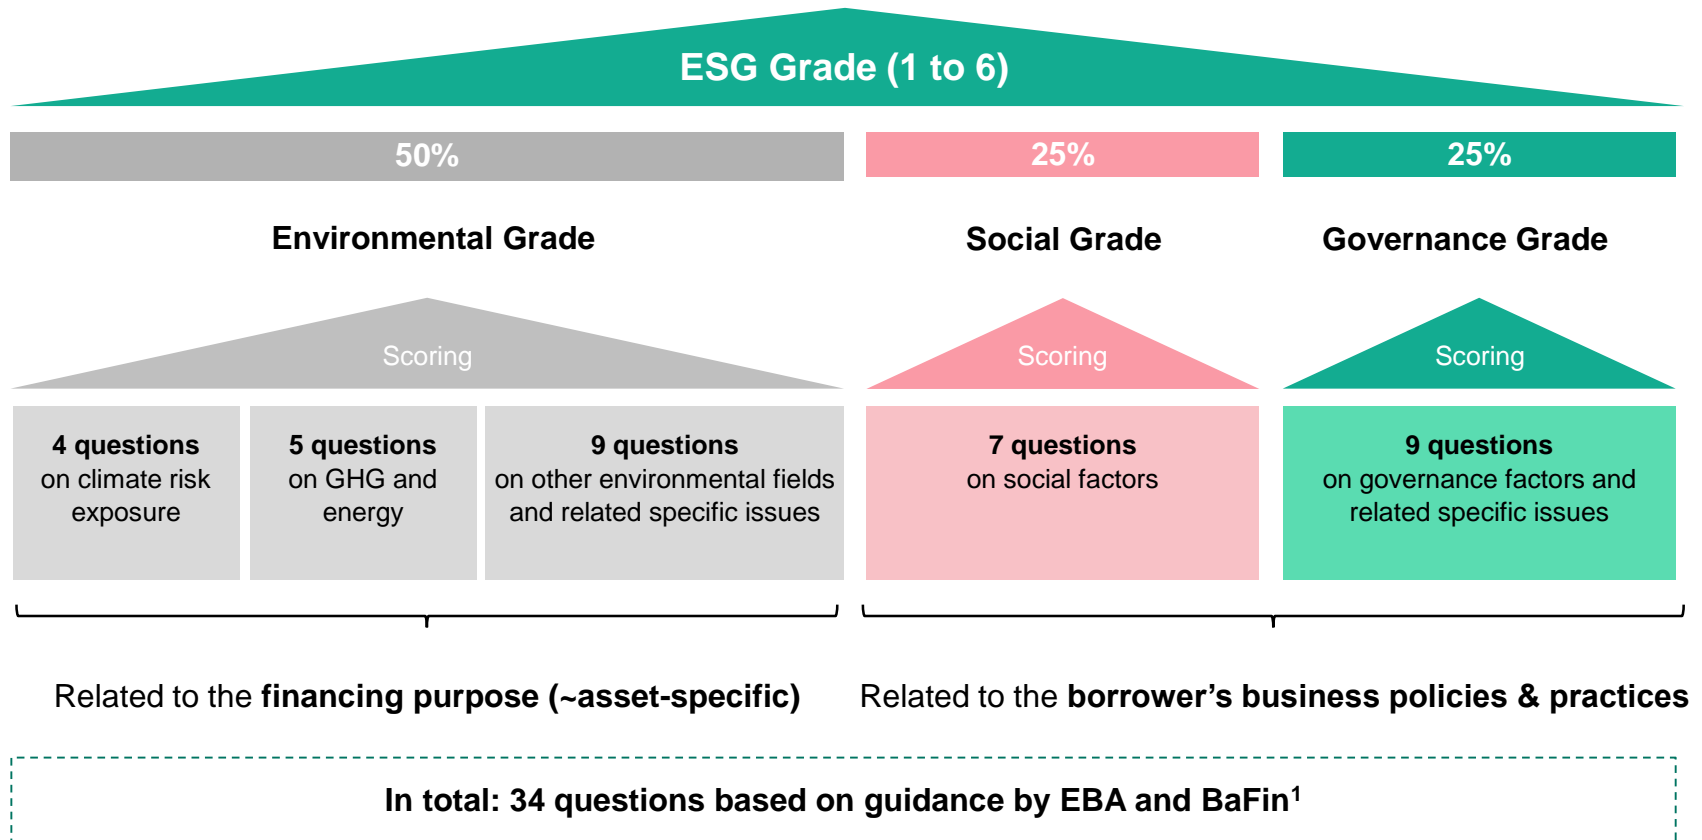 ESG Grade (1 to 6)
50%
25%
25%
Environmental Grade
Social Grade
Governance Grade
Scoring
Scoring
Scoring
4 questions
on climate risk
exposure
5 questions
on GHG and
energy
9 questions
on other environmental fields
and related specific issues
7 questions
on social factors
9 questions
on governance factors and
related specific issues
Related to the financing purpose (~asset-specific)
Related to the borrower’s business policies & practices
In total: 34 questions based on guidance by EBA and BaFin¹